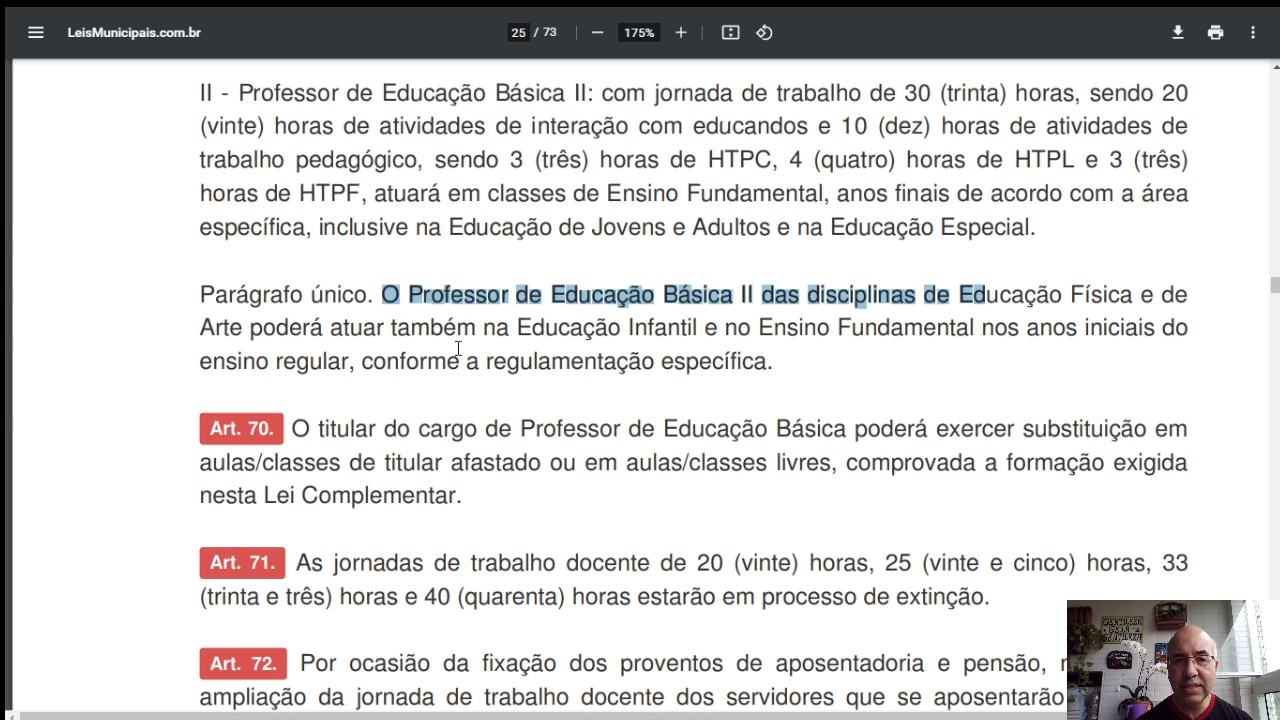 LeisMunicipais.com.br
25 / 73
175%
II - Professor de Educação Básica II: com jornada de trabalho de 30 (trinta) horas, sendo 20
(vinte) horas de atividades de interação com educandos e 10 (dez) horas de atividades de
trabalho pedagógico, sendo 3 (três) horas de HTPC, 4 (quatro) horas de HTPL e 3 (três)
horas de HTPF, atuará em classes de Ensino Fundamental, anos finais de acordo com a área
específica, inclusive na Educação de Jovens e Adultos e na Educação Especial.
Parágrafo único. O Professor de Educação Básica II das disciplinas de Educação Física e de
Arte poderá atuar também na Educação Infantil e no Ensino Fundamental nos anos iniciais do
ensino regular, conforme a regulamentação específica.
Art. 70. O titular do cargo de Professor de Educação Básica poderá exercer substituição em
aulas/classes de titular afastado ou em aulas/classes livres, comprovada a formação exigida
nesta Lei Complementar.
Art. 71. As jornadas de trabalho docente de 20 (vinte) horas, 25 (vinte e cinco) horas, 33
(trinta e três) horas e 40 (quarenta) horas estarão em processo de extinção.
Art. 72. Por ocasião da fixação dos proventos de aposentadoria e pensão,
ampliação da jornada de trabalho docente dos servidores que se aposentarão